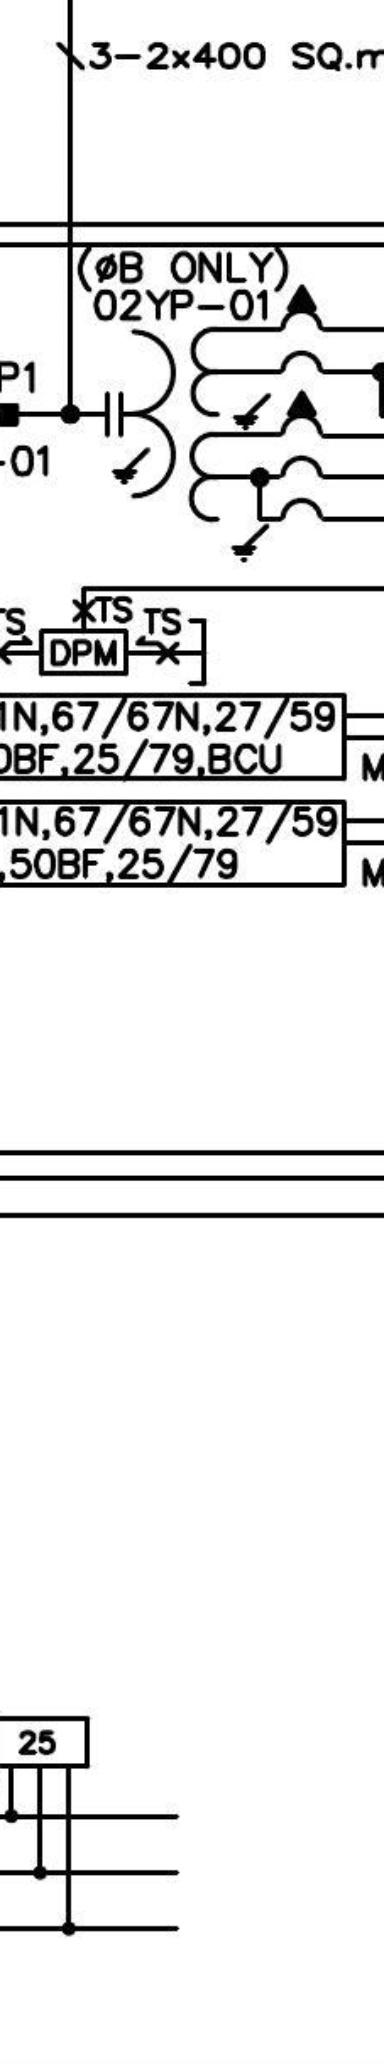 3-2x400 SQ.m
(øB ONLY)
02YP-01
P1
-01
TS
TS
TS
DPM
1N,67/67N,27/59
0BF,25/79,BCU
M
1N,67/67N,27/59
,50BF,25/79
M
25